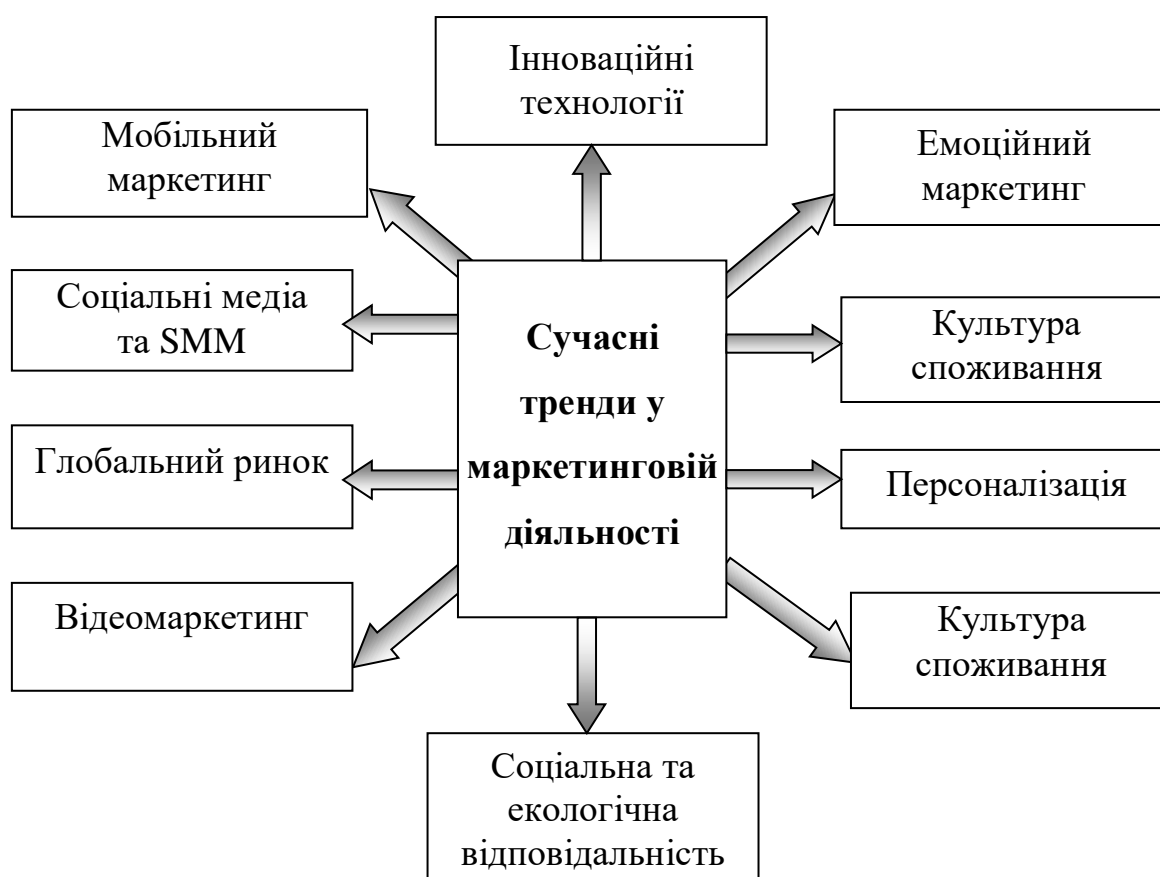 Інноваційні
технології
Мобільний
маркетинг
Емоційний
маркетинг
Соціальні медіа
та SMM
Культура
споживання
Сучасні
тренди у
маркетинговій
діяльності
Глобальний ринок
Персоналізація
Відеомаркетинг
Культура
споживання
Соціальна та
екологічна
відповідальність